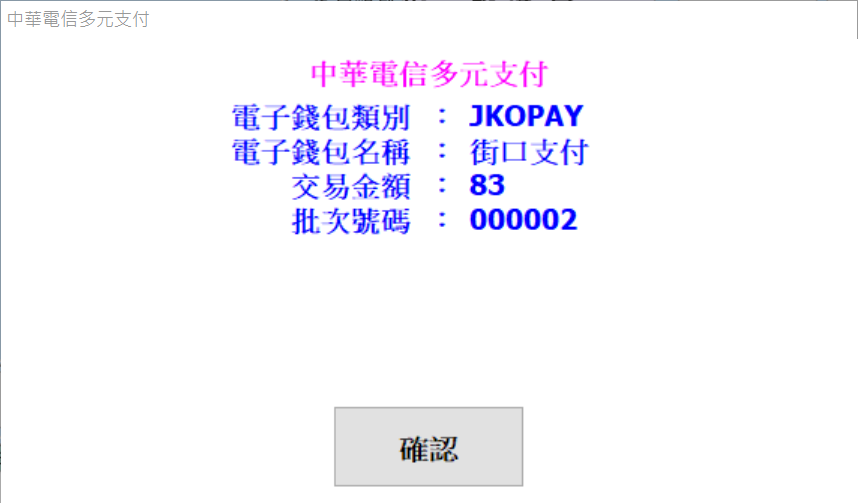 中華電信多元支付
中華電信多元支付
電子錢包類別 : JKOPAY
電子錢包名稱 : 街口支付
交易金額 : 83
批次號碼 : 000002
確認